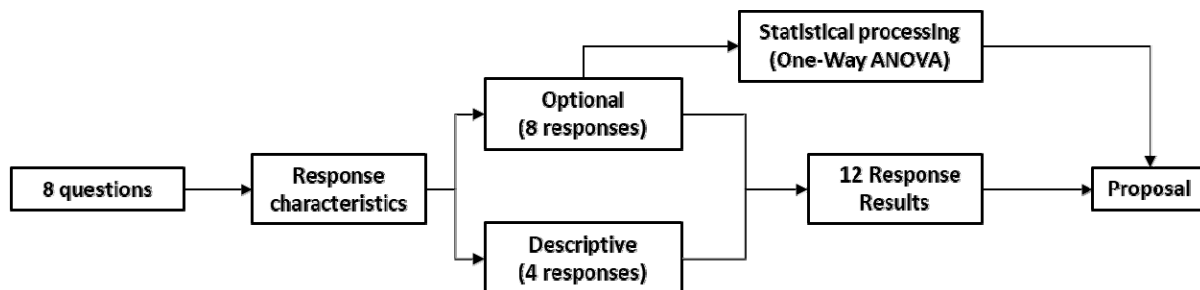 Statistical processing
(One-Way ANOVA)
Optional
(8 responses)
8 questions
Response
characteristics
12 Response
Results
Proposal
Descriptive
(4 responses)